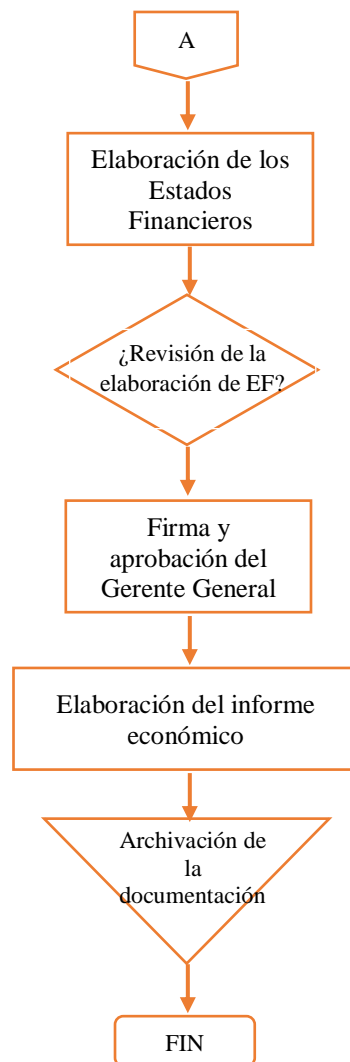 A
Elaboración de los
Estados
Financieros
¿Revisión de la
elaboración de EF?
Firma y
aprobación del
Gerente General
Elaboración del informe
económico
Archivación de
la
documentación
FIN